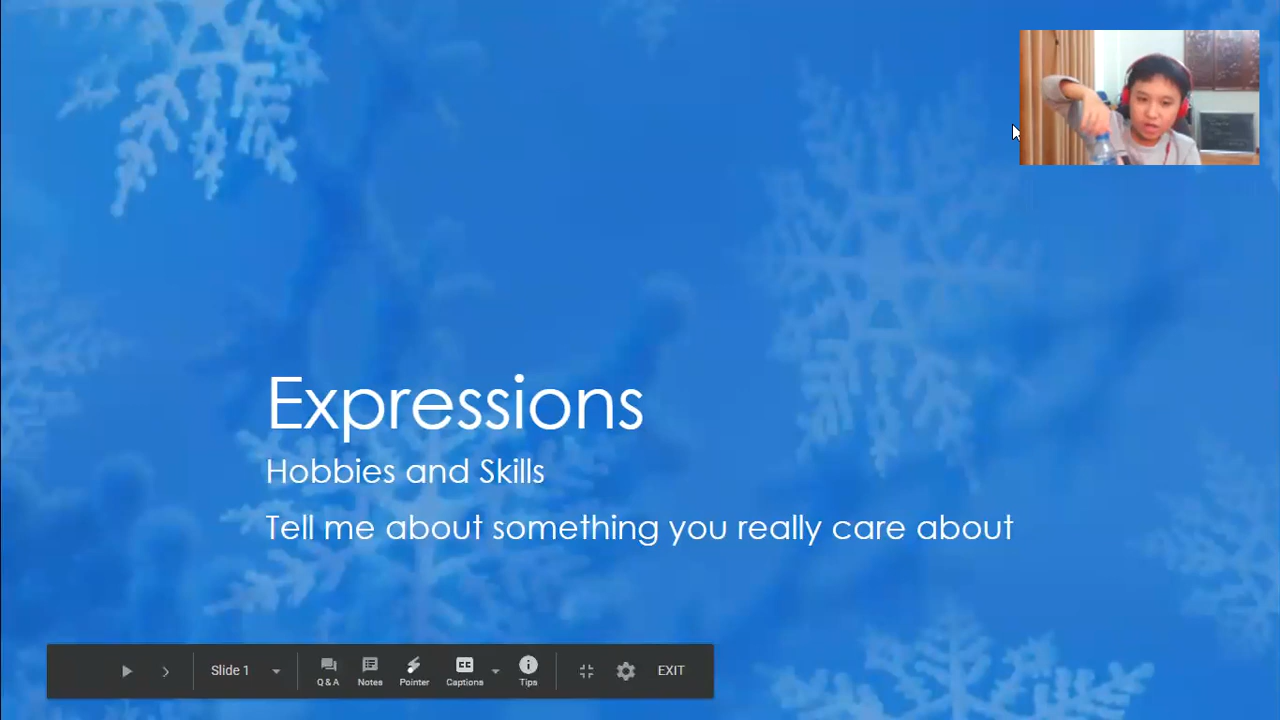 Expressions
Hobbies and Skills
Tell me about something you really care about
Slide 1
Q & A
Notes
Pointer
CC
Captions
Tips
EXIT